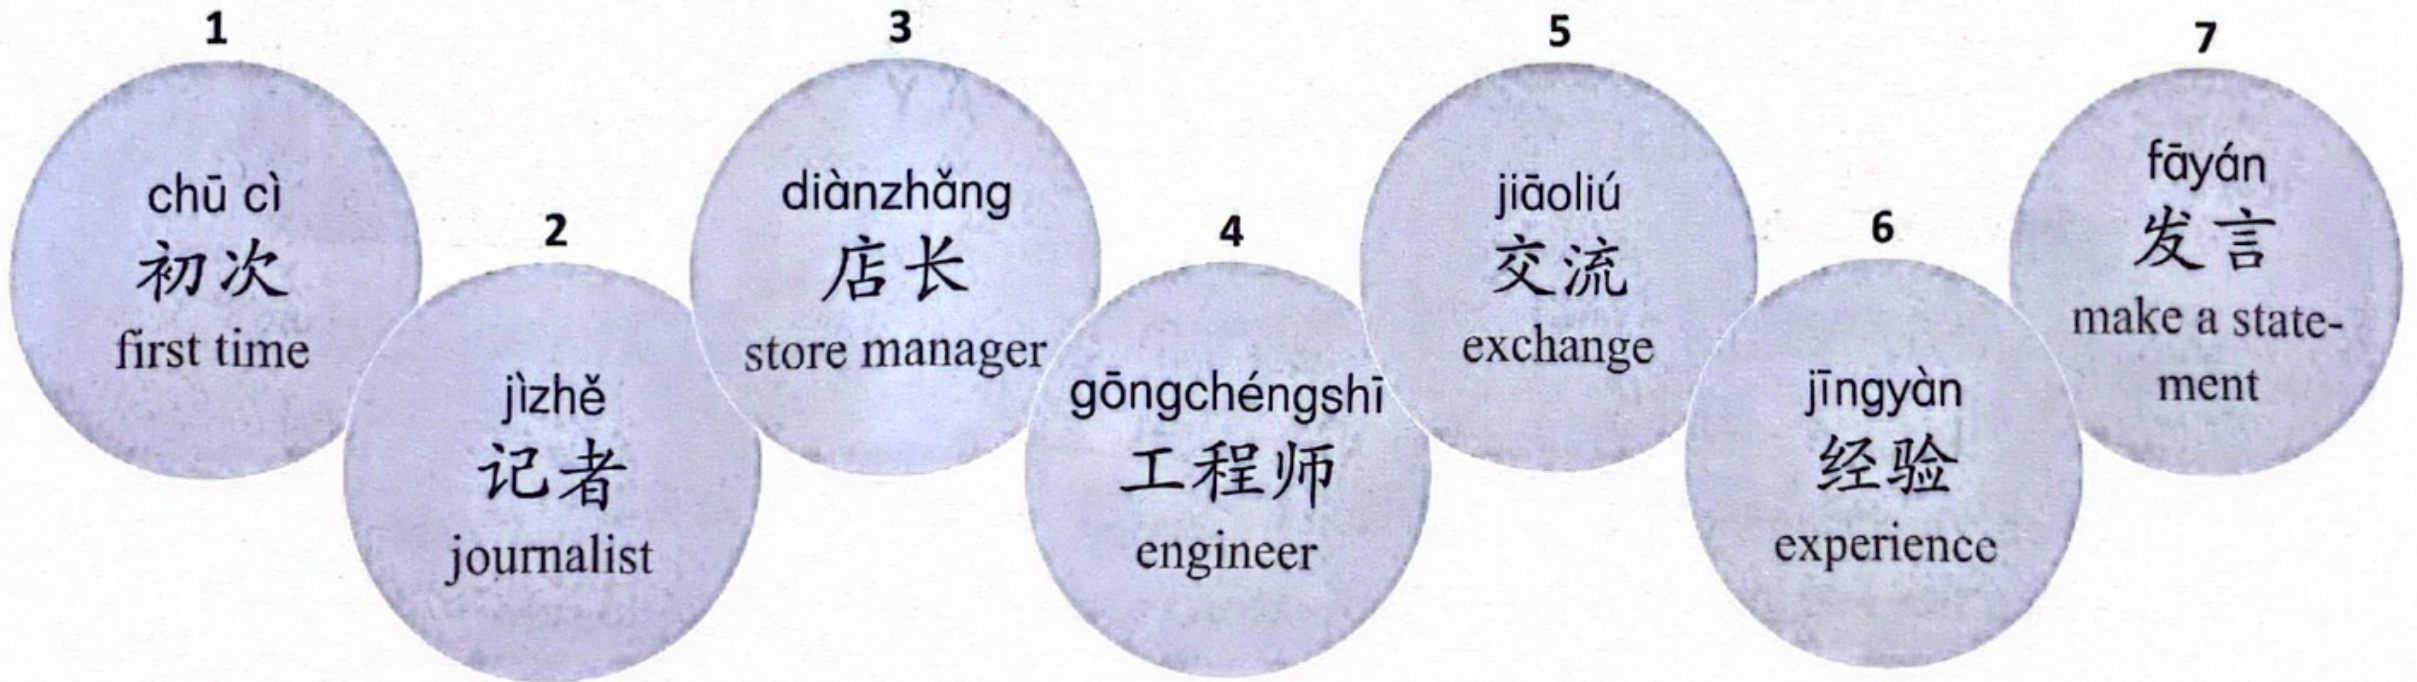 1
chū cì
初次
first time
2
jìzhě
记者
journalist
3
diànzhǎng
店长
store manager
4
gōngchéngshī
工程师
engineer
5
jiāoliú
交流
exchange
6
jīngyàn
经验
experience
7
fāyán
发言
make a state-
ment